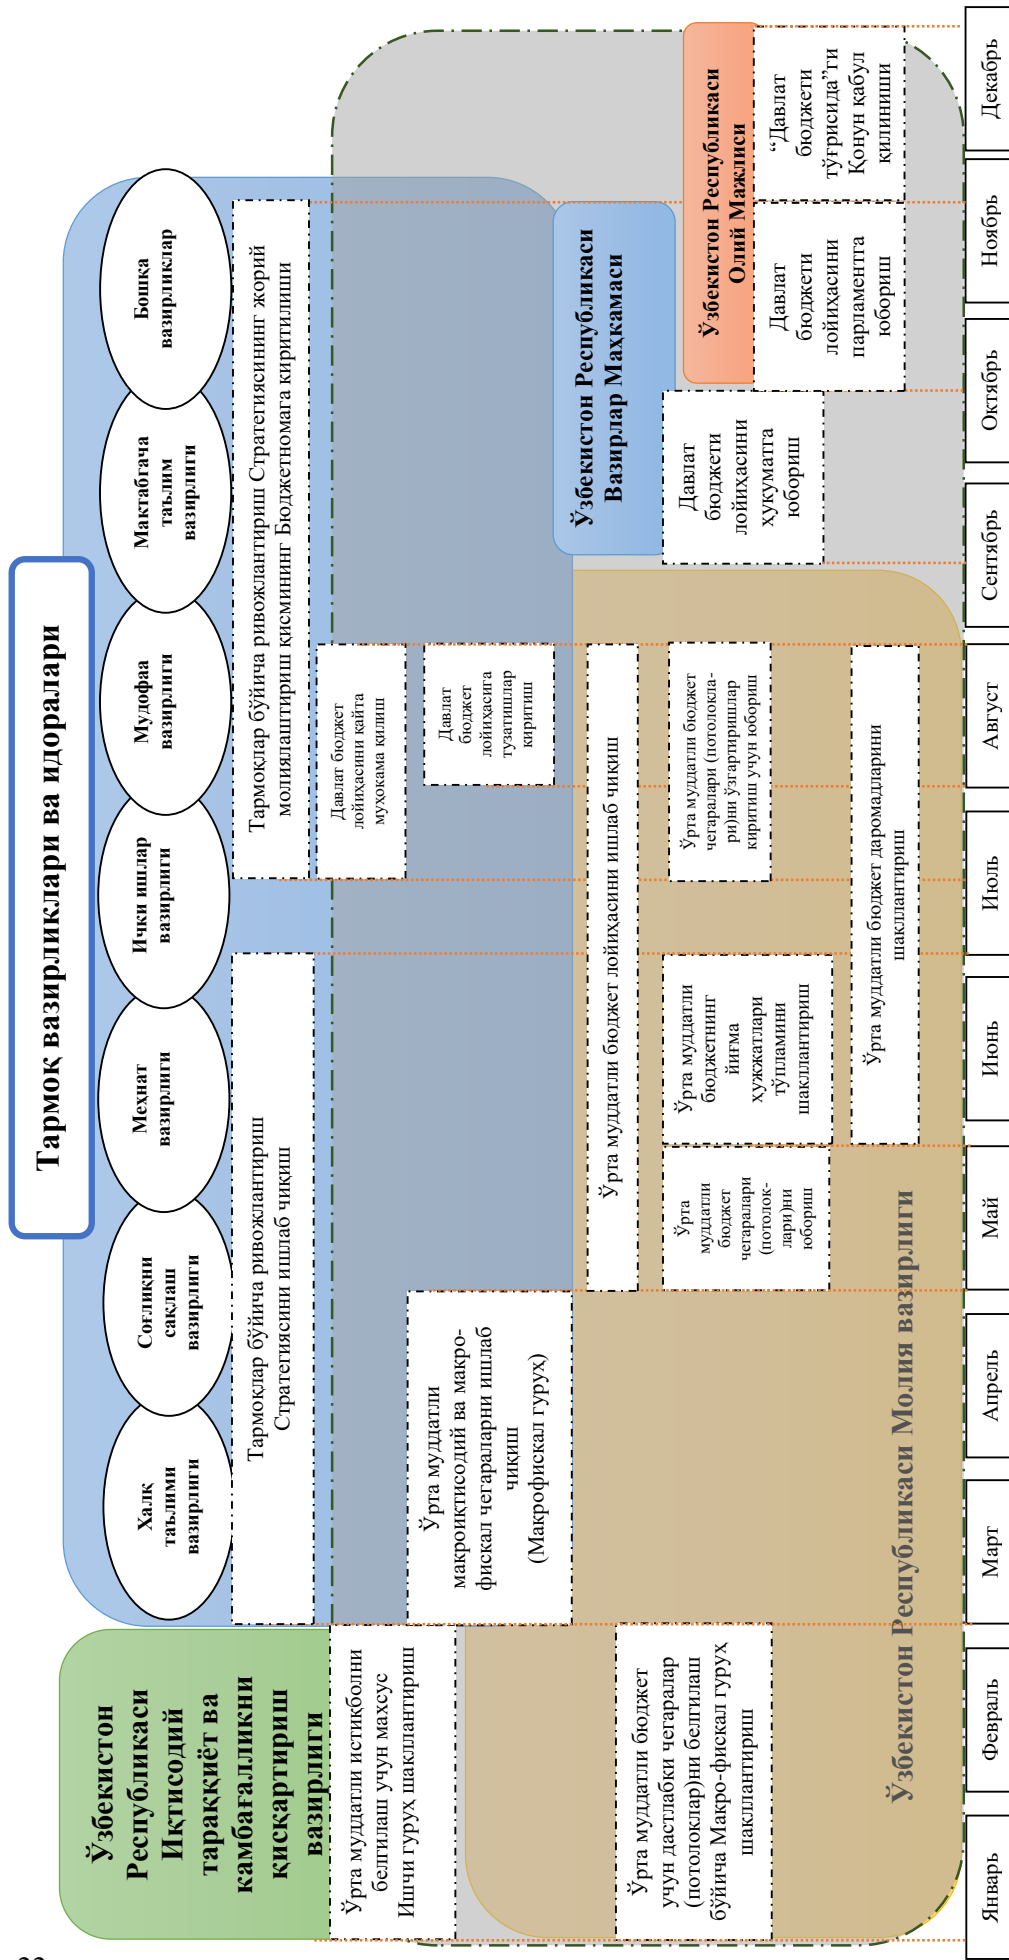 Тармоқ вазирликлари ва идоралари
Халқ
таълими
вазирлиги
Соғлиқни
сақлаш
вазирлиги
Меҳнат
вазирлиги
Ички ишлар
вазирлиги
Мудофаа
вазирлиги
Мактабгача
таълим
вазирлиги
Бошка
вазирликлар
Ўзбекистон
Республикаси
Иқтисодий
тарақкиёт ва
камбағалликни
қисқартириш
вазирлиги
Тармоқлар бўйича ривожлантириш
Стратегиясини ишлаб чиқиш
Тармоқлар бўйича ривожлантириш Стратегиясининг жорий
молиялаштириш қисмининг Бюджетномага киритилиши
Ўрта муддатли истиқболни
белгилаш учун махсус
Ишчи гуруҳ шакллантириш
Давлат бюджет
лойиҳасини қайта
муҳокама қилиш
Ўрта муддатли
макроиқтисодий ва макро-
фискал чегараларни ишлаб
чиқиш
(Макрофискал гуруҳ)
Давлат
бюджет
лойиҳасига
тузатишлар
киритиш
Ўзбекистон Республикаси
Вазирлар Маҳкамаси
Ўрта муддатли бюджет лойиҳасини ишлаб чиқиш
Ўзбекистон Республикаси
Олий Мажлиси
Ўрта муддатли бюджет
учун дастлабки чегаралар
(потолоклар)ни белгилаш
бўйича Макро-фискал гуруҳ
шакллантириш
Ўрта
муддатли
бюджет
чегаралари
(потолок-
лари)ни
юбориш
Ўрта муддатли
бюджетнинг
йиғма
ҳужжатлари
тўпламини
шакллантириш
Ўрта муддатли бюджет
чегаралари (потолокла-
ри)ни ўзгартиришлар
киритиш учун юбориш
Давлат
бюджети
лойиҳасини
ҳукуматга
юбориш
Давлат
бюджети
лойиҳасини
парламентга
юбориш
“Давлат
бюджети
тўғрисида”ги
Қонун қабул
қилиниши
Ўрта муддатли бюджет даромадларини
шакллантириш
Ўзбекистон Республикаси Молия вазирлиги
Январь
Февраль
Март
Апрель
Май
Июнь
Июль
Август
Сентябрь
Октябрь
Ноябрь
Декабрь